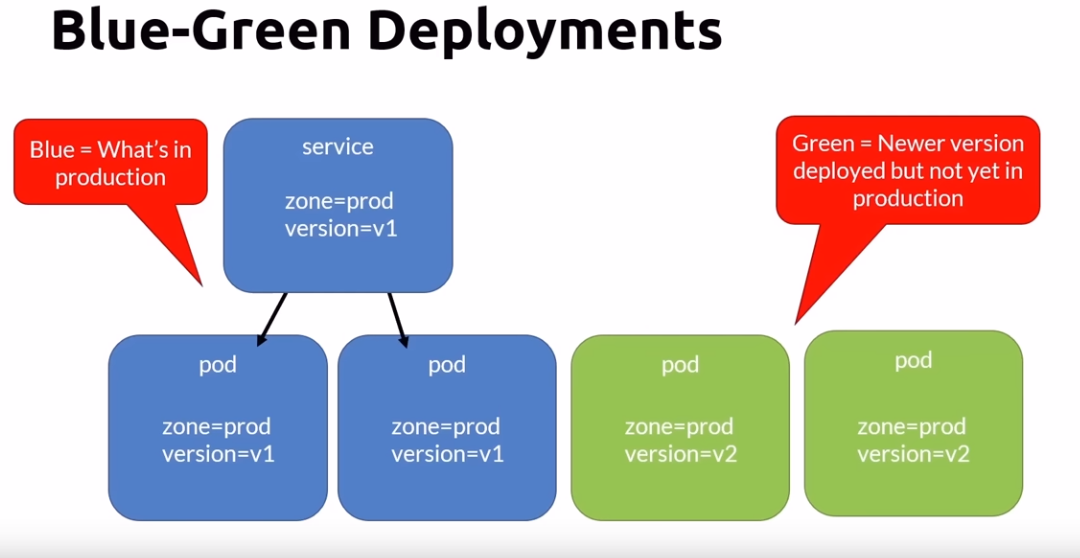 Blue-Green Deployments
Blue = What's in
production
service
zone=prod
version=v1
Green = Newer version
deployed but not yet in
production
pod
zone=prod
version=v1
pod
zone=prod
version=v1
pod
zone=prod
version=v2
pod
zone=prod
version=v2